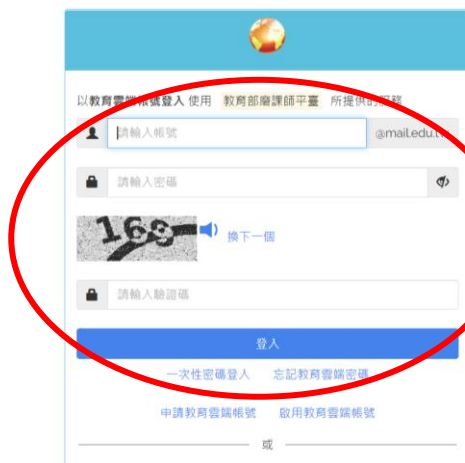 以教育雲端帳號登入 使用 教育部磨課師平臺 所提供的服務
請輸入帳號 @mail.edu.t
請輸入密碼
168 換下一個
請輸入驗證碼
登入
一次性密碼登入 忘記教育雲端密碼
申請教育雲端帳號 啟用教育雲端帳號
或